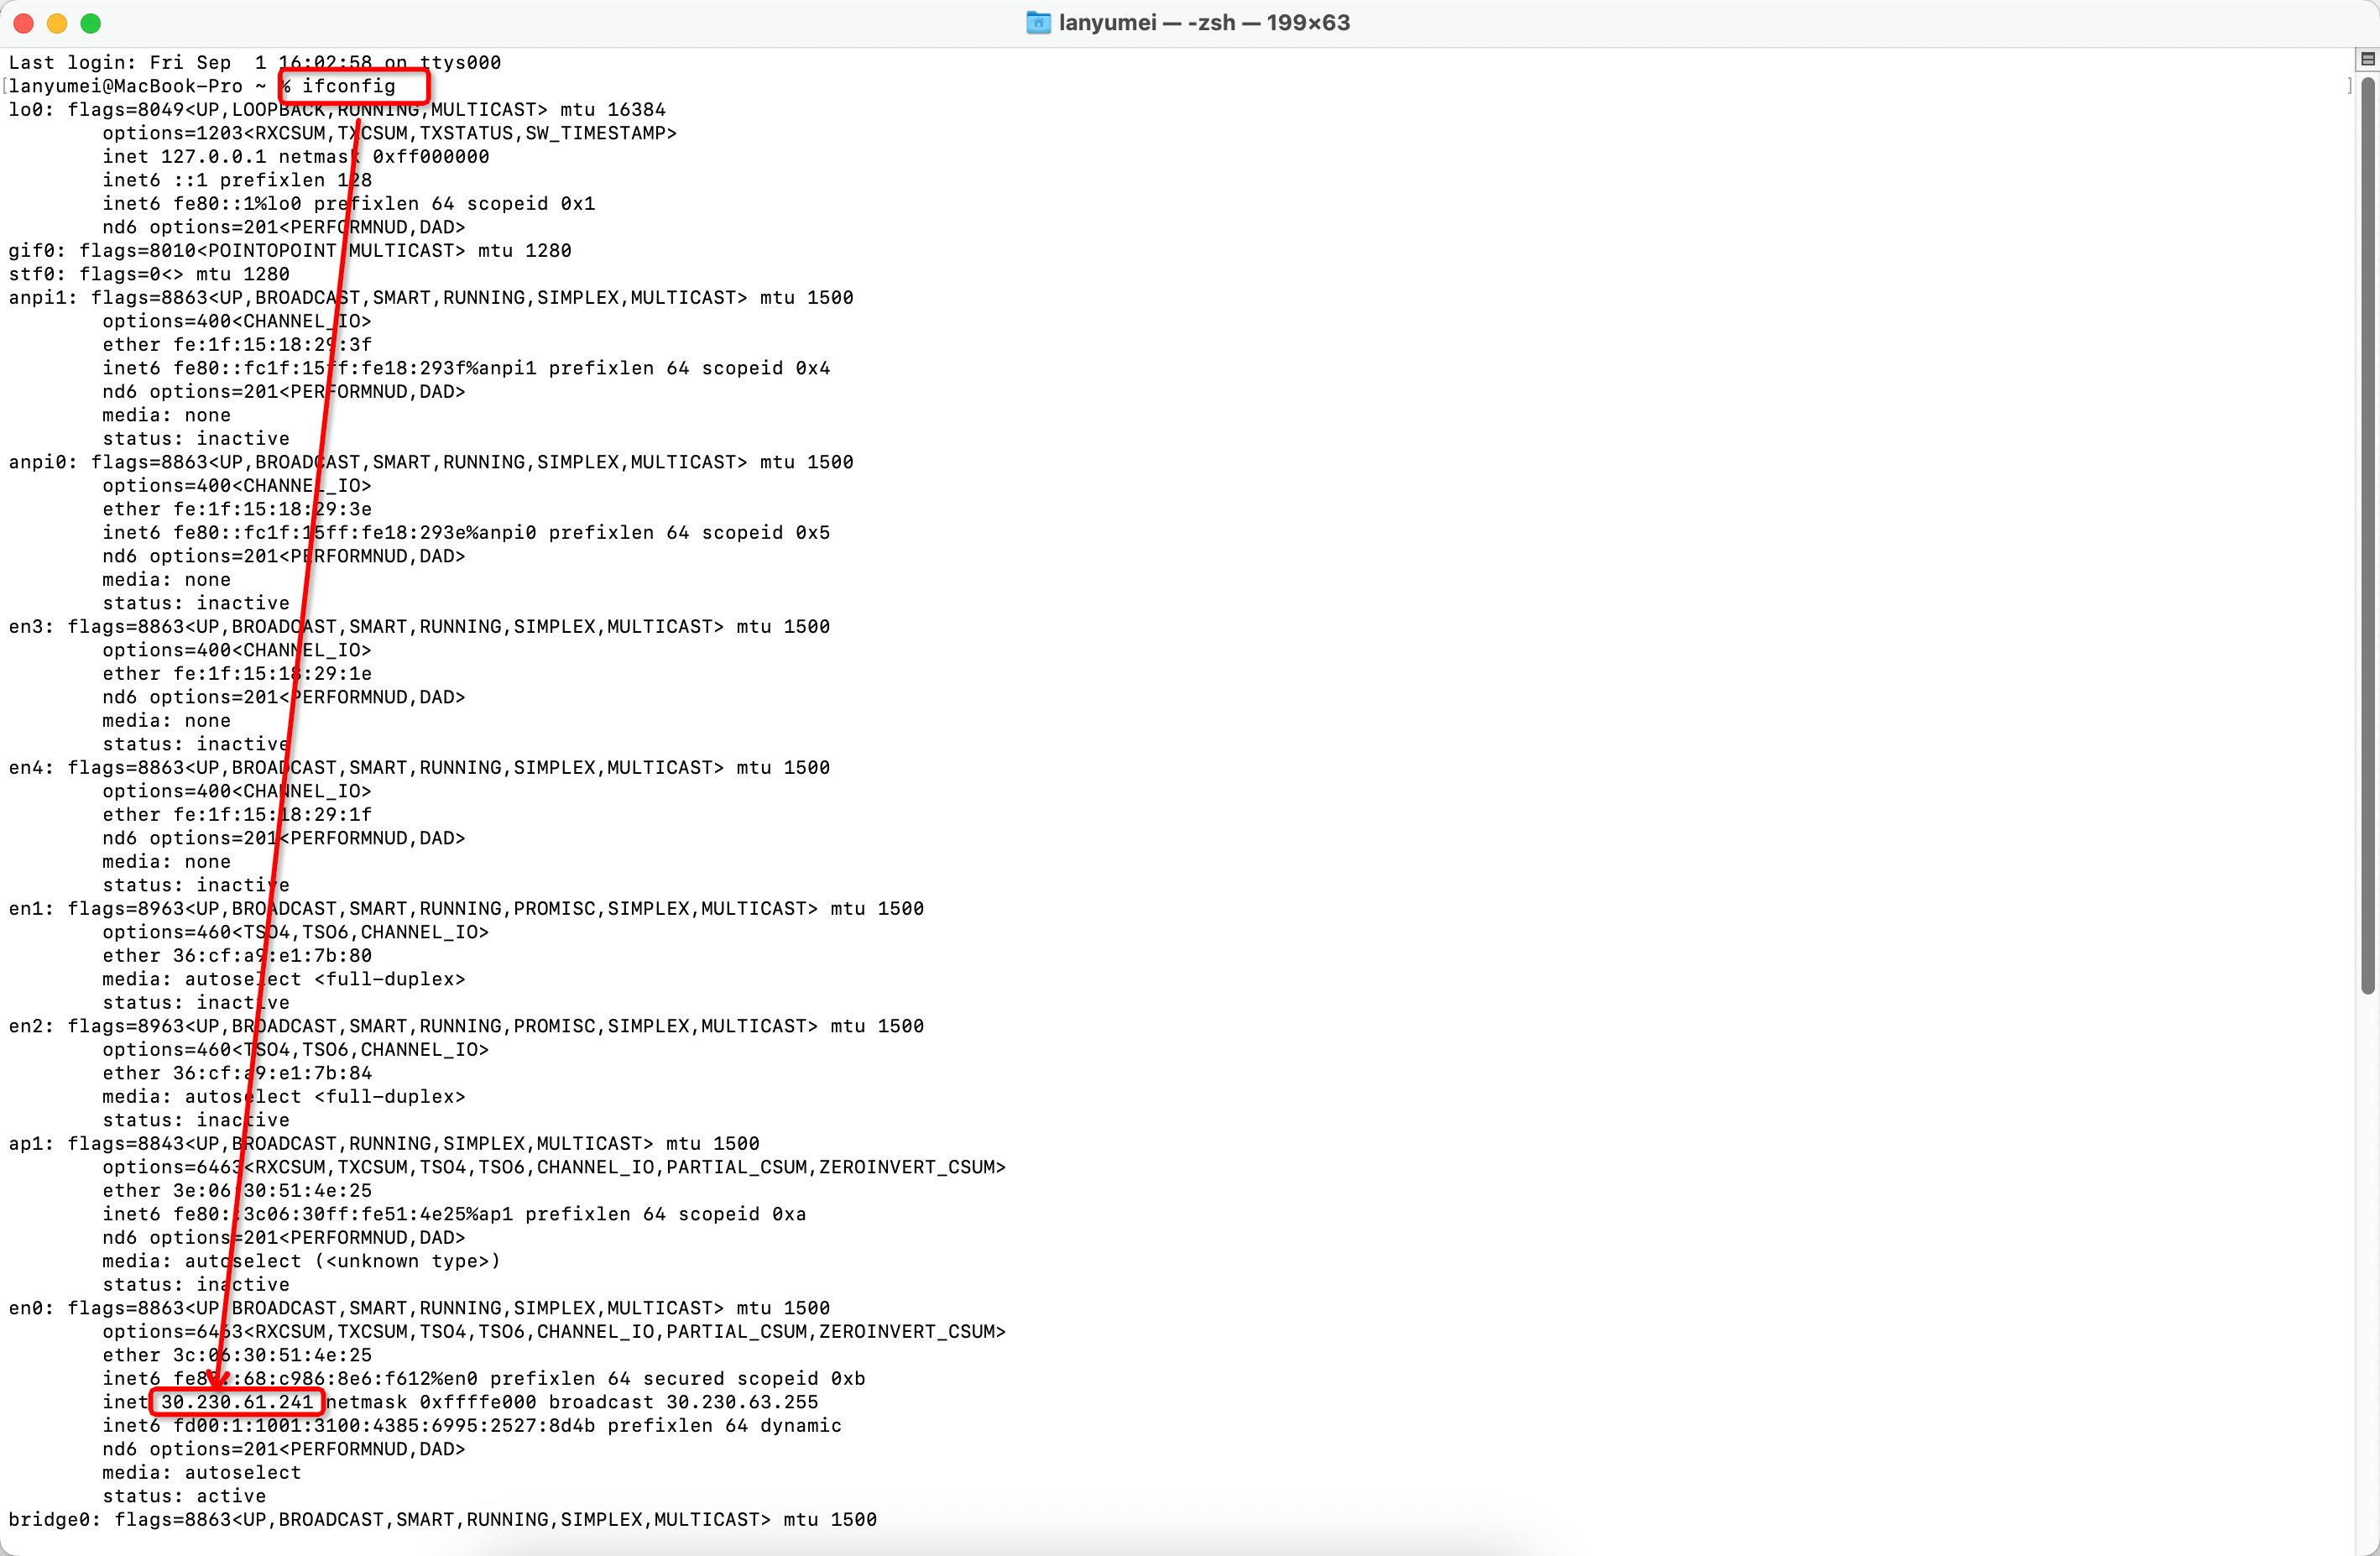 lanyumei — -zsh — 199×63
Last login: Fri Sep  1 16:02:58 on ttys000
[lanyumei@MacBook-Pro ~ % ifconfig ]
lo0: flags=8049<UP,LOOPBACK,RUNNING,MULTICAST> mtu 16384
options=1203<RXCSUM,TXCSUM,TXSTATUS,SW_TIMESTAMP>
inet 127.0.0.1 netmask 0xff000000
inet6 ::1 prefixlen 128
inet6 fe80::1%lo0 prefixlen 64 scopeid 0x1
nd6 options=201<PERFORMNUD,DAD>
gif0: flags=8010<POINTOPOINT,MULTICAST> mtu 1280
stf0: flags=0<> mtu 1280
anpi1: flags=8863<UP,BROADCAST,SMART,RUNNING,SIMPLEX,MULTICAST> mtu 1500
options=400<CHANNEL_IO>
ether fe:1f:15:18:29:3f
inet6 fe80::fc1f:15ff:fe18:293f%anpi1 prefixlen 64 scopeid 0x4
nd6 options=201<PERFORMNUD,DAD>
media: none
status: inactive
anpi0: flags=8863<UP,BROADCAST,SMART,RUNNING,SIMPLEX,MULTICAST> mtu 1500
options=400<CHANNEL_IO>
ether fe:1f:15:18:29:3e
inet6 fe80::fc1f:15ff:fe18:293e%anpi0 prefixlen 64 scopeid 0x5
nd6 options=201<PERFORMNUD,DAD>
media: none
status: inactive
en3: flags=8863<UP,BROADCAST,SMART,RUNNING,SIMPLEX,MULTICAST> mtu 1500
options=400<CHANNEL_IO>
ether fe:1f:15:18:29:1e
nd6 options=201<PERFORMNUD,DAD>
media: none
status: inactive
en4: flags=8863<UP,BROADCAST,SMART,RUNNING,SIMPLEX,MULTICAST> mtu 1500
options=400<CHANNEL_IO>
ether fe:1f:15:18:29:1f
nd6 options=201<PERFORMNUD,DAD>
media: none
status: inactive
en1: flags=8963<UP,BROADCAST,SMART,RUNNING,PROMISC,SIMPLEX,MULTICAST> mtu 1500
options=460<TSO4,TSO6,CHANNEL_IO>
ether 36:cf:a9:e1:7b:80
media: autoselect <full-duplex>
status: inactive
en2: flags=8963<UP,BROADCAST,SMART,RUNNING,PROMISC,SIMPLEX,MULTICAST> mtu 1500
options=460<TSO4,TSO6,CHANNEL_IO>
ether 36:cf:a9:e1:7b:84
media: autoselect <full-duplex>
status: inactive
ap1: flags=8843<UP,BROADCAST,RUNNING,SIMPLEX,MULTICAST> mtu 1500
options=6463<RXCSUM,TXCSUM,TSO4,TSO6,CHANNEL_IO,PARTIAL_CSUM,ZEROINVERT_CSUM>
ether 3e:06:30:51:4e:25
inet6 fe80::3c06:30ff:fe51:4e25%ap1 prefixlen 64 scopeid 0xa
nd6 options=201<PERFORMNUD,DAD>
media: autoselect (<unknown type>)
status: inactive
en0: flags=8863<UP,BROADCAST,SMART,RUNNING,SIMPLEX,MULTICAST> mtu 1500
options=6463<RXCSUM,TXCSUM,TSO4,TSO6,CHANNEL_IO,PARTIAL_CSUM,ZEROINVERT_CSUM>
ether 3c:06:30:51:4e:25
inet6 fe80::68:c986:8e6:f612%en0 prefixlen 64 secured scopeid 0xb
inet 30.230.61.241 netmask 0xffffe000 broadcast 30.230.63.255
inet6 fd00:1:1001:3100:4385:6995:2527:8d4b prefixlen 64 dynamic
nd6 options=201<PERFORMNUD,DAD>
media: autoselect
status: active
bridge0: flags=8863<UP,BROADCAST,SMART,RUNNING,SIMPLEX,MULTICAST> mtu 1500